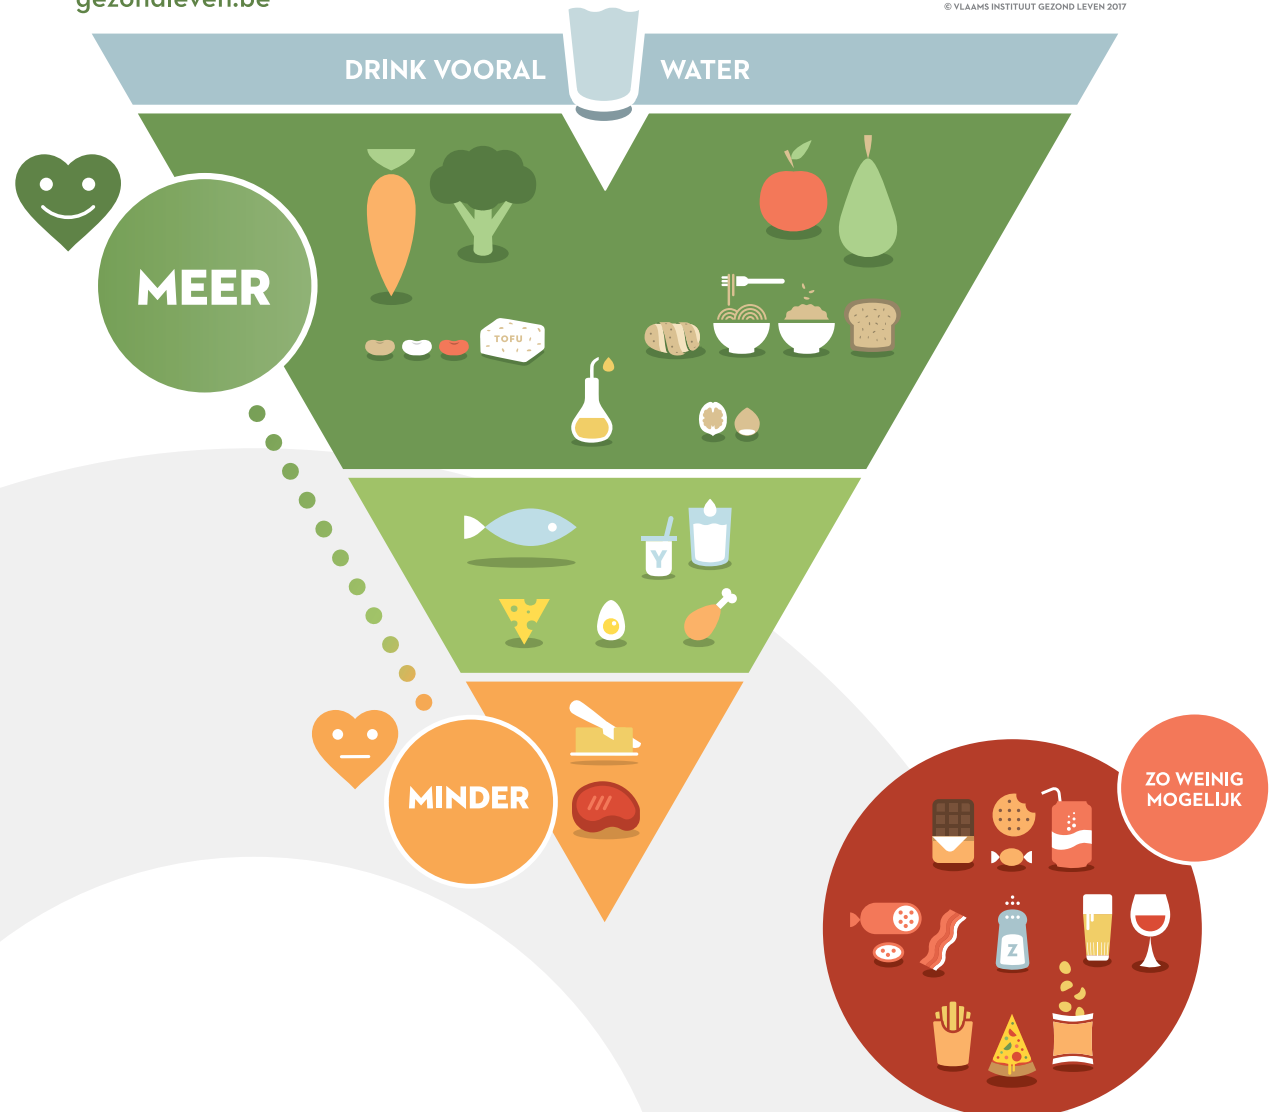 gezondleven.be
© VLAAMS INSTITUUT GEZOND LEVEN 2017
DRINK VOORAL WATER
MEER
TOFU
Y
MINDER
ZO WEINIG
MOGELIJK
Z